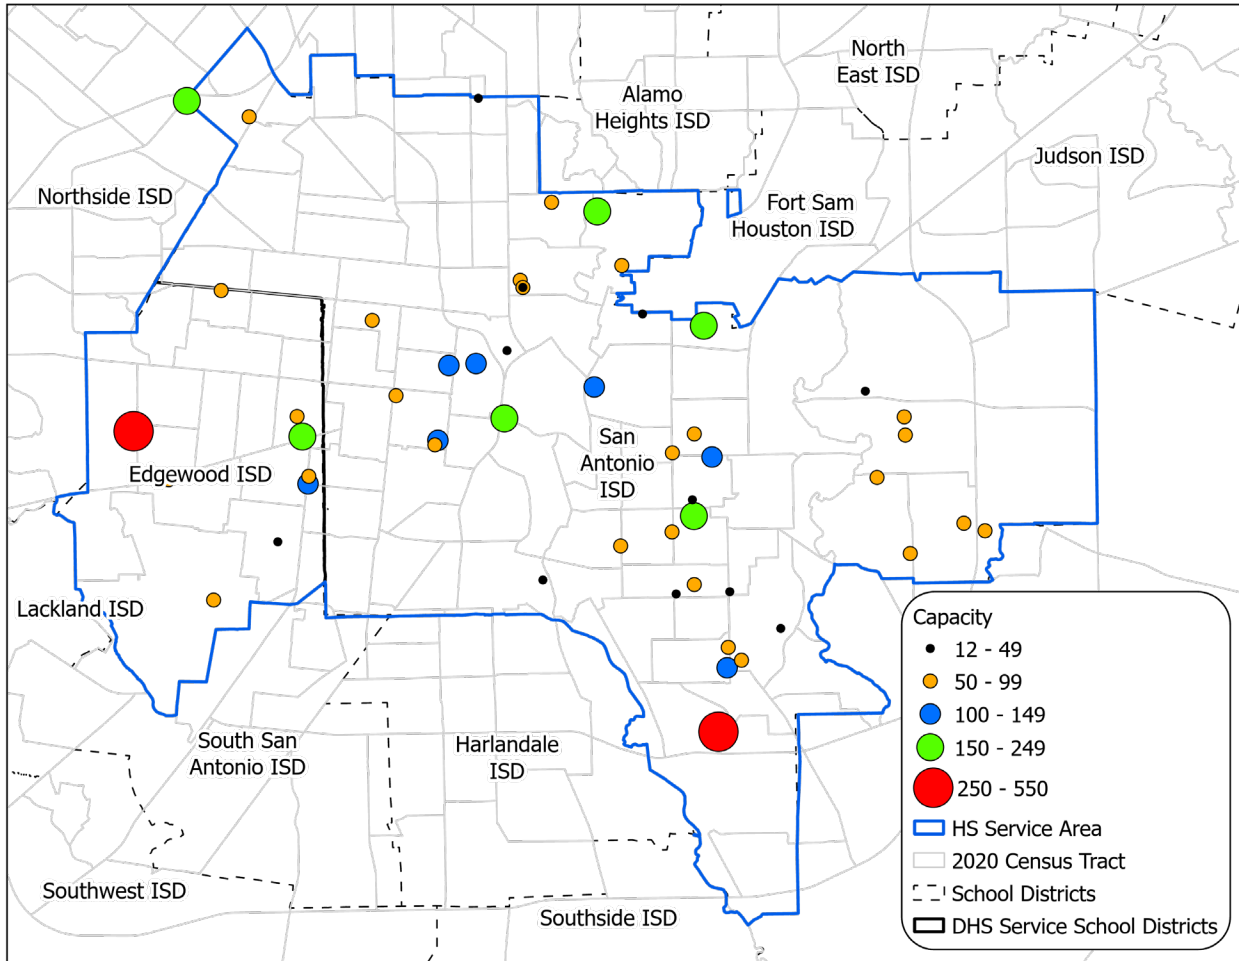 North
East ISD
Alamo
Heights ISD
Judson ISD
Northside ISD
Fort Sam
Houston ISD
San
Antonio
ISD
Edgewood ISD
Lackland ISD
South San
Antonio ISD
Harlandale
ISD
Southwest ISD
Southside ISD
Capacity
12 - 49
50 - 99
100 - 149
150 - 249
250 - 550
HS Service Area
2020 Census Tract
School Districts
DHS Service School Districts